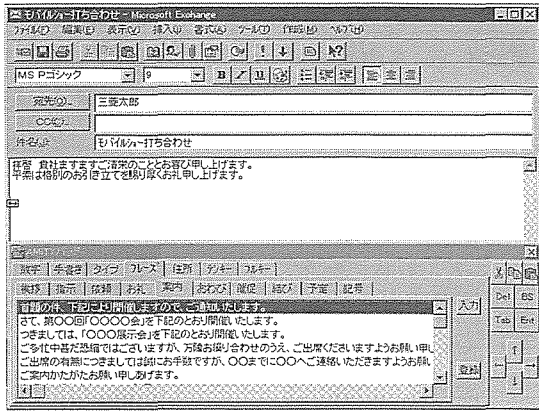 モバイルショー打ち合わせ - Microsoft Exchange
ファイル(F) 編集(E) 表示(V) 挿入(I) 書式(O) ツール(T) 作成(M) ヘルプ(H)
MS Pゴシック 9 B I U
宛先(O)... 三菱太郎
CC(C)...
件名(J): モバイルショー打ち合わせ
拝啓 貴社ますますご清栄のこととお喜び申し上げます。
平素は格別のお引き立てを賜り厚くお礼申し上げます。
数字 手書き タイプ フレーズ 住所 テンキー フルキー
挨拶 指示 依頼 お礼 案内 おわび 催促 結び 予定 記号
首題の件、下記により開催しますので、ご通知いたします。
さて、第○○回「○○○○会」を下記のとおり開催いたします。
つきましては、「○○○展示会」を下記のとおり開催いたします。
ご多忙中甚だ恐縮ではございますが、万障お繰り合わせのうえ、ご出席くださいますようお願い申し
ご出席の有無につきましては誠にお手数ですが、○○までに○○へご連絡いただきますようお願
ご案内かたがたお願い申しあげます。
入力
登録
Del BS
Tab Ent